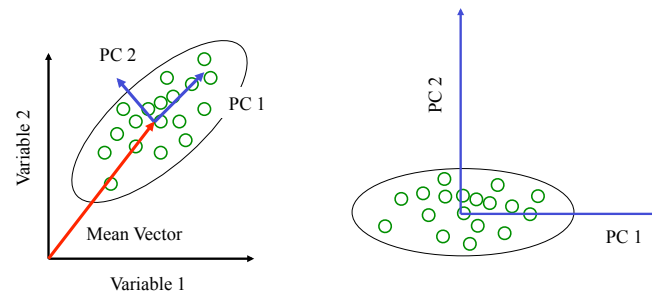 PC 2
PC 1
Variable 2
Mean Vector
Variable 1
PC 2
PC 1